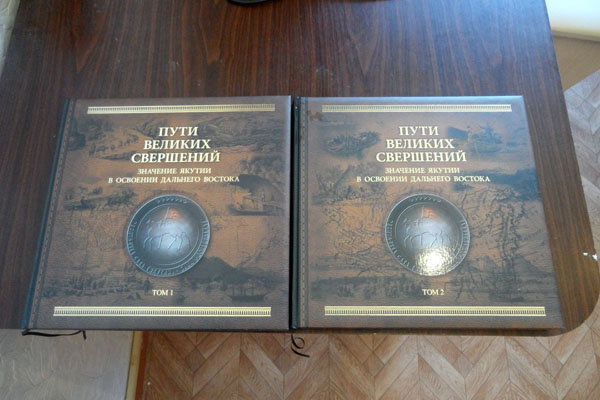 ПУТИ
ВЕЛИКИХ
СВЕРШЕНИЙ
ЗНАЧЕНИЕ ЯКУТИИ
В ОСВОЕНИИ ДАЛЬНЕГО ВОСТОКА
ТОМ 1
ПУТИ
ВЕЛИКИХ
СВЕРШЕНИЙ
ЗНАЧЕНИЕ ЯКУТИИ
В ОСВОЕНИИ ДАЛЬНЕГО ВОСТОКА
ТОМ 2